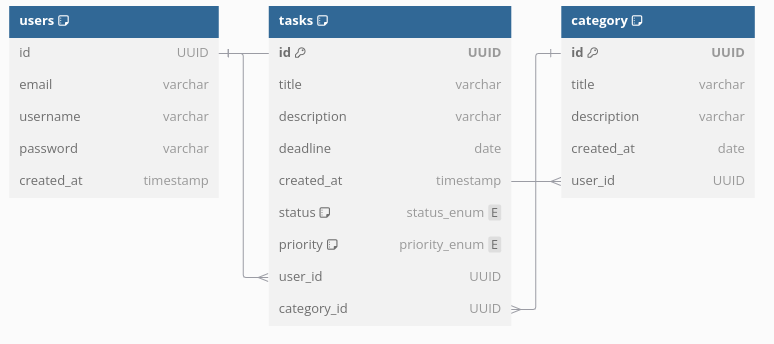 users
id UUID
email varchar
username varchar
password varchar
created_at timestamp
tasks
id UUID
title varchar
description varchar
deadline date
created_at timestamp
status status_enum E
priority priority_enum E
user_id UUID
category_id UUID
category
id UUID
title varchar
description varchar
created_at date
user_id UUID